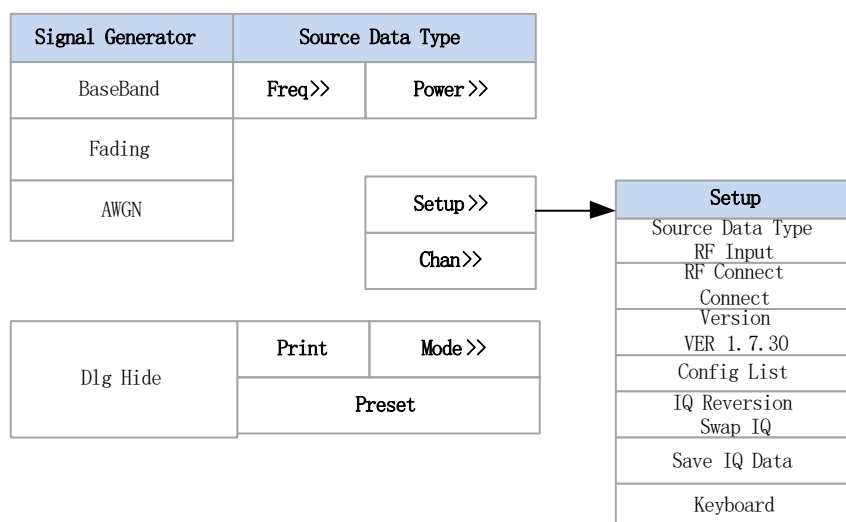 Signal Generator
Source Data Type
BaseBand
Freq>>
Power>>
Fading
AWGN
Setup>>
Chan>>
Dlg Hide
Print
Mode>>
Preset
Setup
Source Data Type
RF Input
RF Connect
Connect
Version
VER 1.7.30
Config List
IQ Reversion
Swap IQ
Save IQ Data
Keyboard